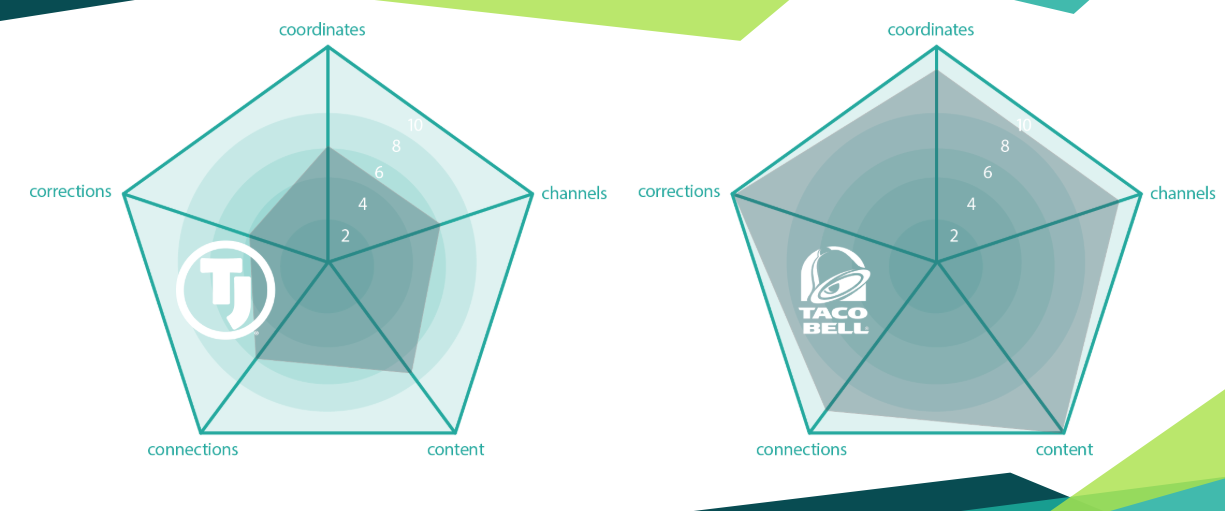 coordinates
10
8
6
4
2
corrections
channels
TJ
connections
content
coordinates
10
8
6
4
2
corrections
channels
TACO
BELL
connections
content